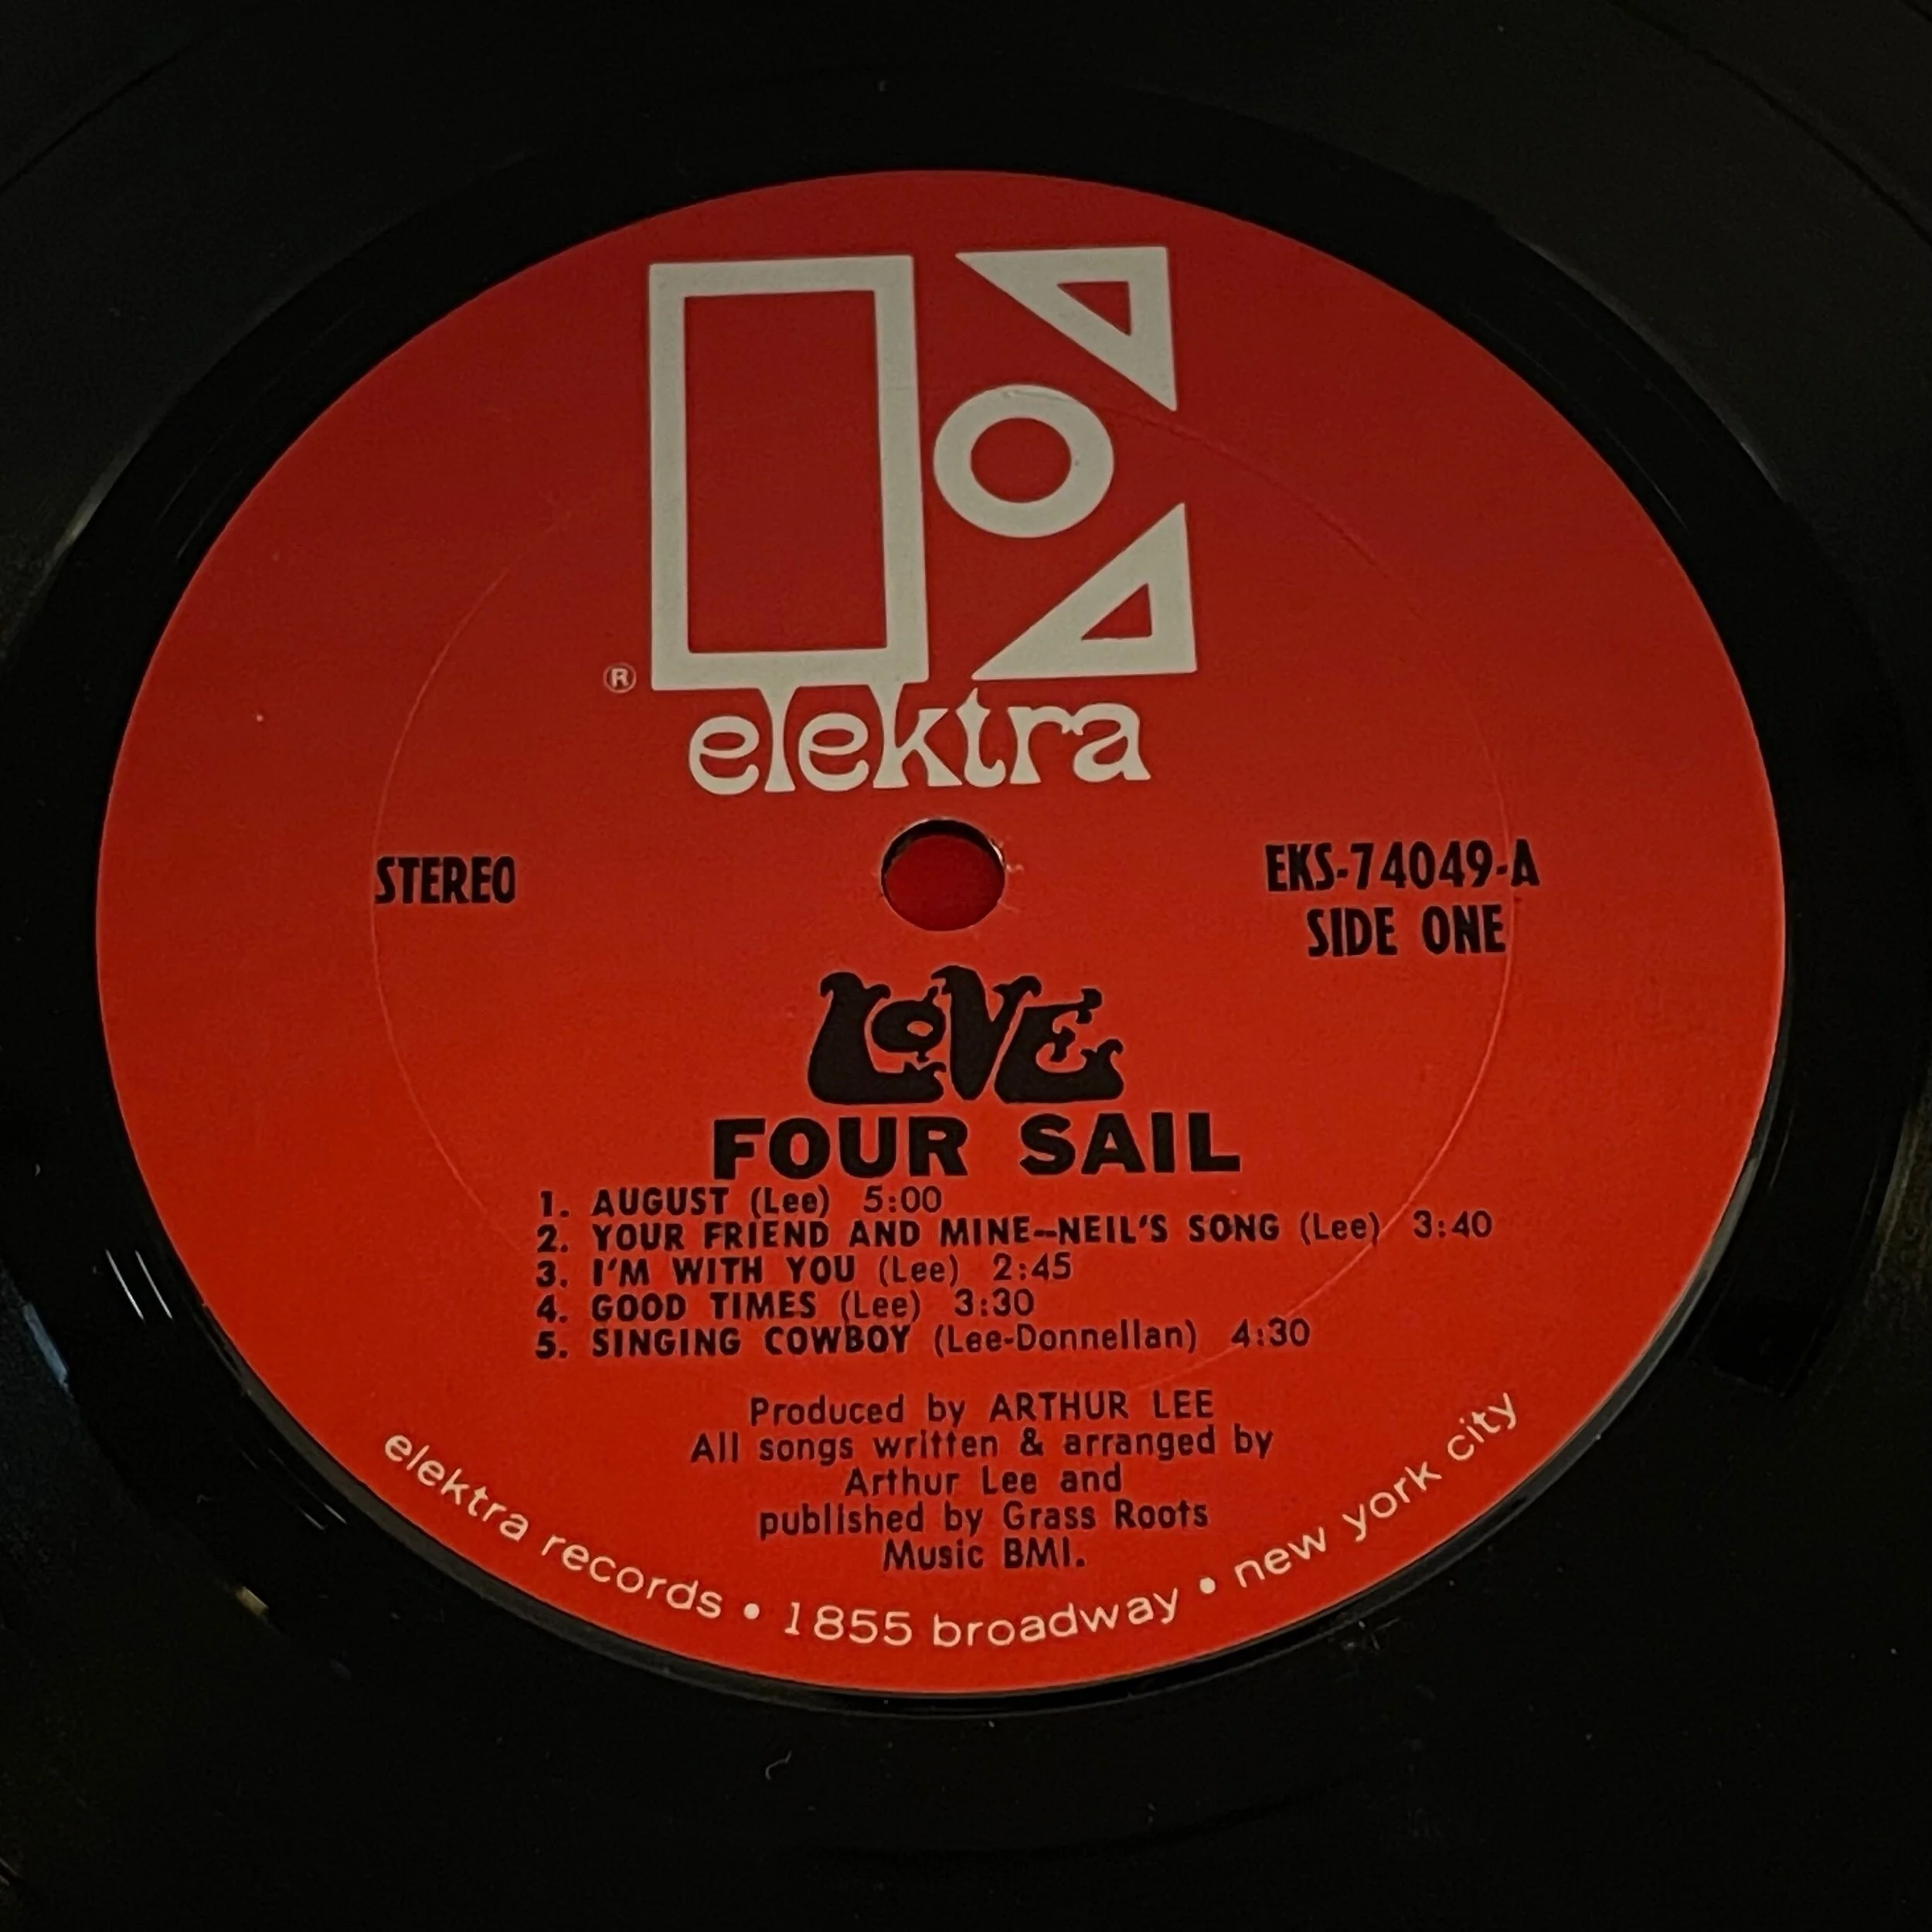 ®
elektra
STEREO
EKS-74049-A
SIDE ONE
LOVE
FOUR SAIL
1. AUGUST (Lee) 5:00
2. YOUR FRIEND AND MINE–NEIL'S SONG (Lee) 3:40
3. I'M WITH YOU (Lee) 2:45
4. GOOD TIMES (Lee) 3:30
5. SINGING COWBOY (Lee-Donnellan) 4:30
Produced by ARTHUR LEE
All songs written & arranged by
Arthur Lee and
published by Grass Roots
Music BMI.
elektra records • 1855 broadway • new york city